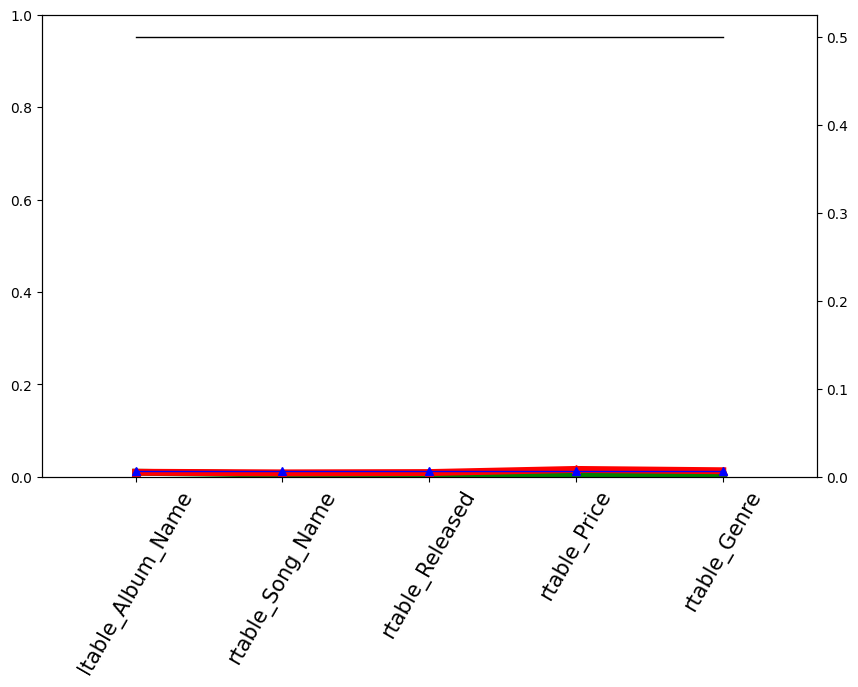 1.0
0.8
0.6
0.4
0.2
0.0
0.5
0.4
0.3
0.2
0.1
0.0
ltable_Album_Name
rtable_Song_Name
rtable_Released
rtable_Price
rtable_Genre